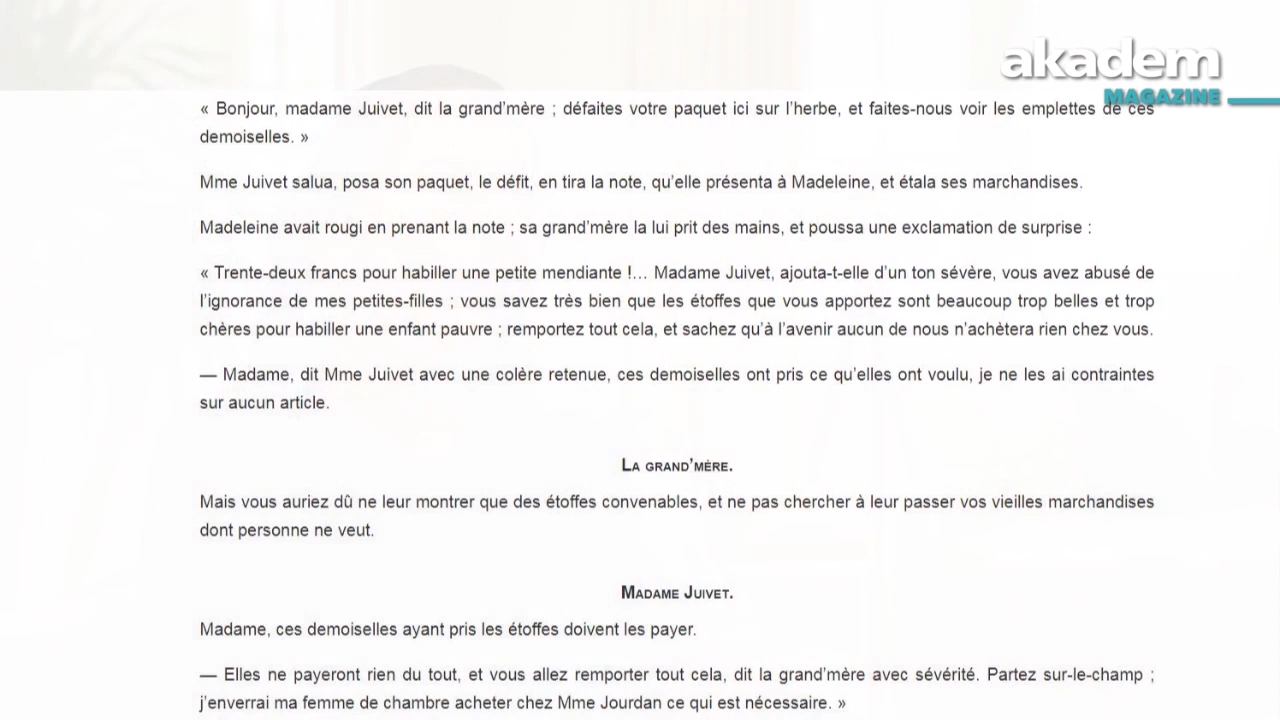 akadem
MAGAZINE
« Bonjour, madame Juivet, dit la grand’mère ; défaites votre paquet ici sur l’herbe, et faites-nous voir les emplettes de ces
demoiselles. »
Mme Juivet salua, posa son paquet, le défit, en tira la note, qu’elle présenta à Madeleine, et étala ses marchandises.
Madeleine avait rougi en prenant la note ; sa grand’mère la lui prit des mains, et poussa une exclamation de surprise :
« Trente-deux francs pour habiller une petite mendiante !… Madame Juivet, ajouta-t-elle d’un ton sévère, vous avez abusé de
l’ignorance de mes petites-filles ; vous savez très bien que les étoffes que vous apportez sont beaucoup trop belles et trop
chères pour habiller une enfant pauvre ; remportez tout cela, et sachez qu’à l’avenir aucun de nous n’achètera rien chez vous.
— Madame, dit Mme Juivet avec une colère retenue, ces demoiselles ont pris ce qu’elles ont voulu, je ne les ai contraintes
sur aucun article.
La grand’mère.
Mais vous auriez dû ne leur montrer que des étoffes convenables, et ne pas chercher à leur passer vos vieilles marchandises
dont personne ne veut.
Madame Juivet.
Madame, ces demoiselles ayant pris les étoffes doivent les payer.
— Elles ne payeront rien du tout, et vous allez remporter tout cela, dit la grand’mère avec sévérité. Partez sur-le-champ ;
j’enverrai ma femme de chambre acheter chez Mme Jourdan ce qui est nécessaire. »